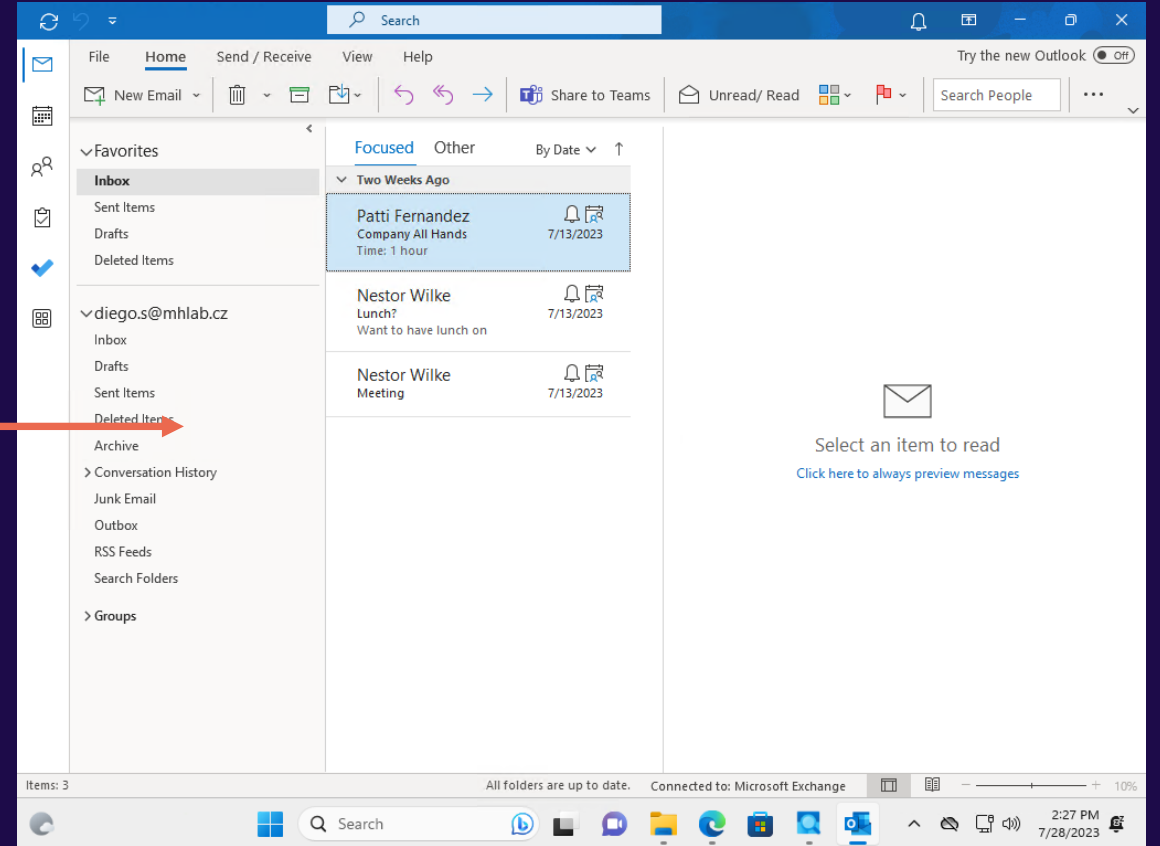 Search
File Home Send / Receive View Help Try the new Outlook Off
New Email Share to Teams Unread/ Read Search People ...
Favorites
Inbox
Sent Items
Drafts
Deleted Items
diego.s@mhlab.cz
Inbox
Drafts
Sent Items
Deleted Items
Archive
Conversation History
Junk Email
Outbox
RSS Feeds
Search Folders
Groups
Focused Other By Date
Two Weeks Ago
Patti Fernandez
Company All Hands 7/13/2023
Time: 1 hour
Nestor Wilke
Lunch? 7/13/2023
Want to have lunch on
Nestor Wilke
Meeting 7/13/2023
Select an item to read
Click here to always preview messages
Items: 3 All folders are up to date. Connected to: Microsoft Exchange 10%
Search 2:27 PM
7/28/2023